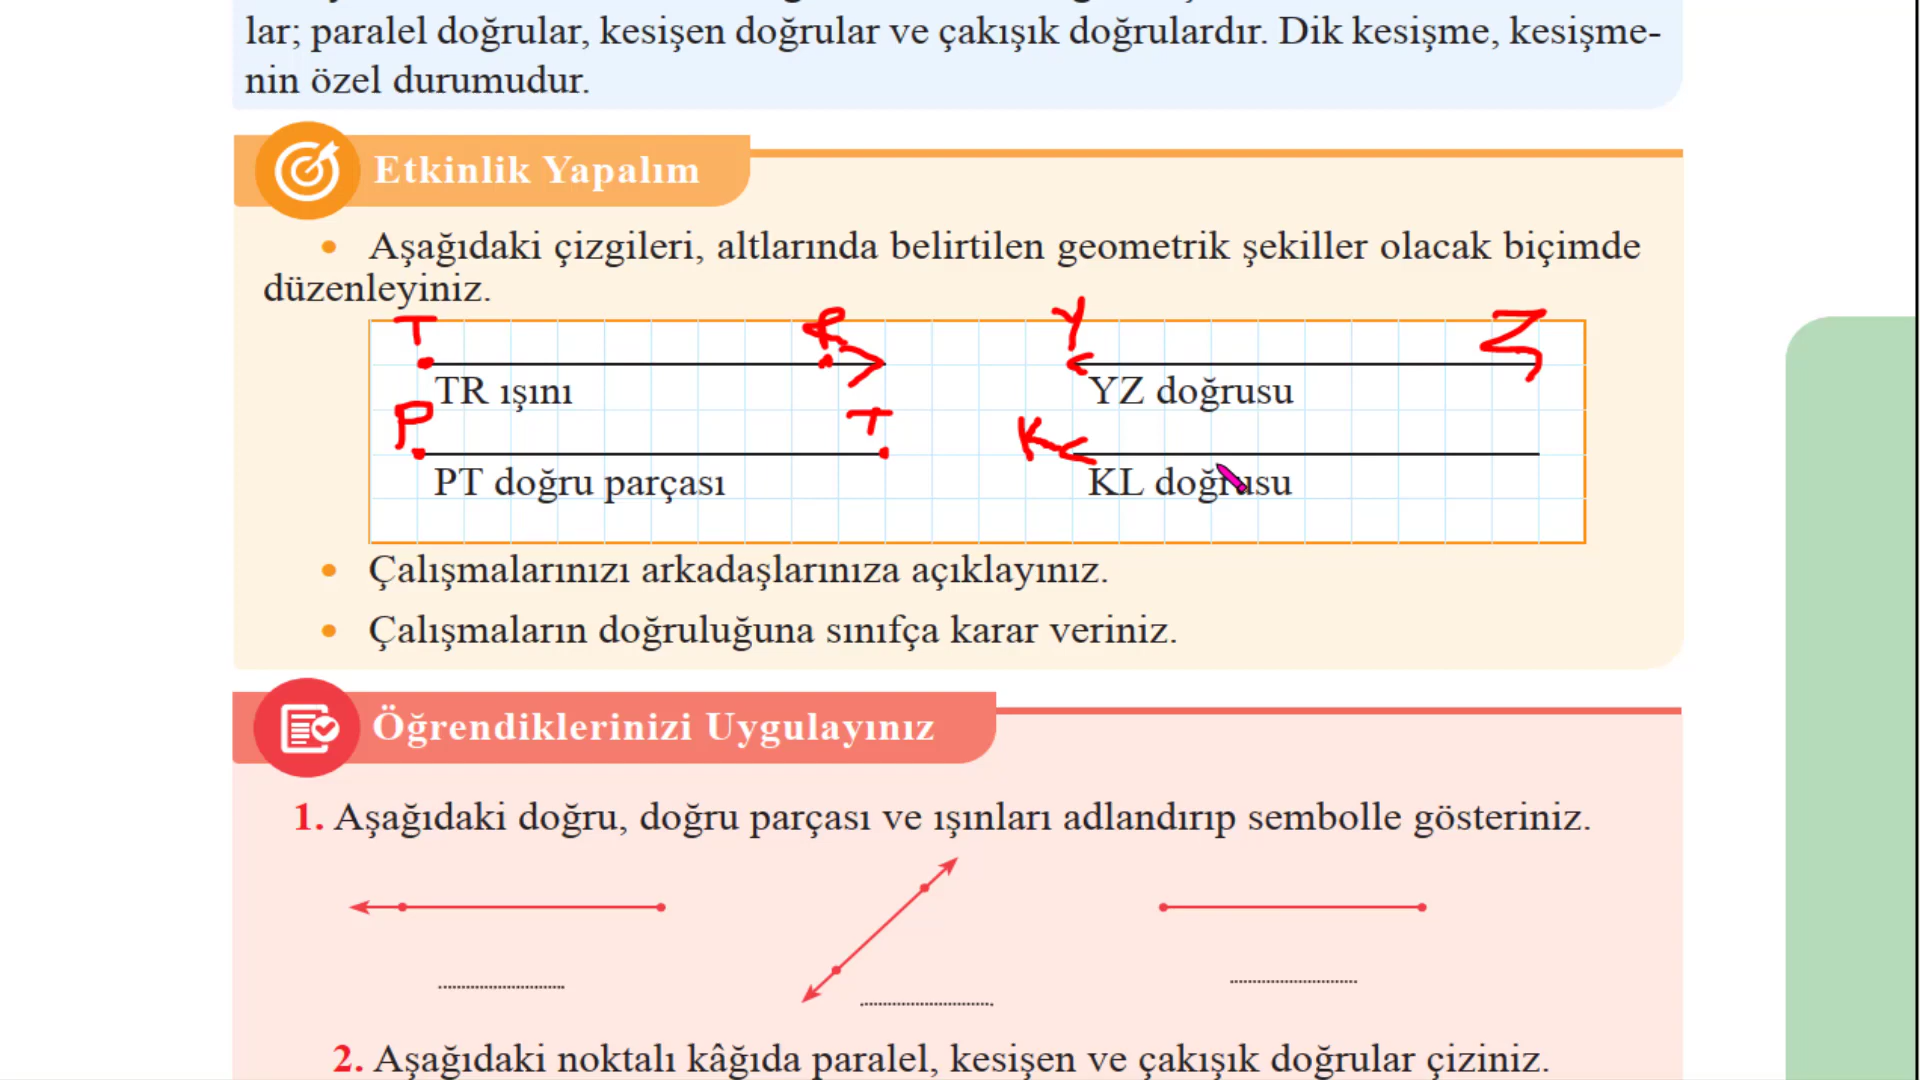 lar; paralel doğrular, kesişen doğrular ve çakışık doğrulardır. Dik kesişme, kesişme-
nin özel durumudur.
Etkinlik Yapalım
• Aşağıdaki çizgileri, altlarında belirtilen geometrik şekiller olacak biçimde
düzenleyiniz.
T R Y Z
TR ışını YZ doğrusu
P T K
PT doğru parçası KL doğrusu
• Çalışmalarınızı arkadaşlarınıza açıklayınız.
• Çalışmaların doğruluğuna sınıfça karar veriniz.
Öğrendiklerinizi Uygulayınız
1. Aşağıdaki doğru, doğru parçası ve ışınları adlandırıp sembolle gösteriniz.
2. Aşağıdaki noktalı kâğıda paralel, kesişen ve çakışık doğrular çiziniz.